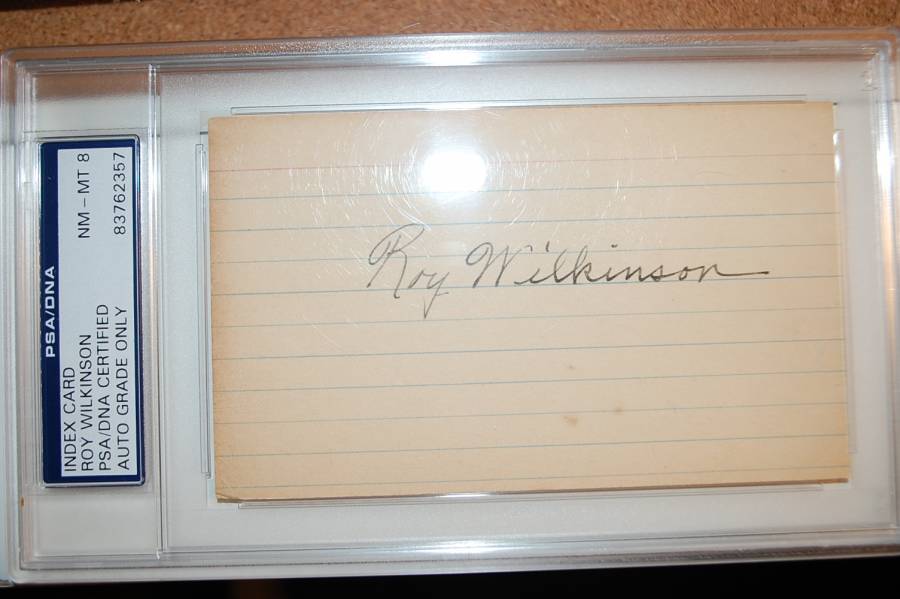 PSA/DNA
INDEX CARD
ROY WILKINSON
PSA/DNA CERTIFIED
AUTO GRADE ONLY
NM - MT 8
83762357
Roy Wilkinson